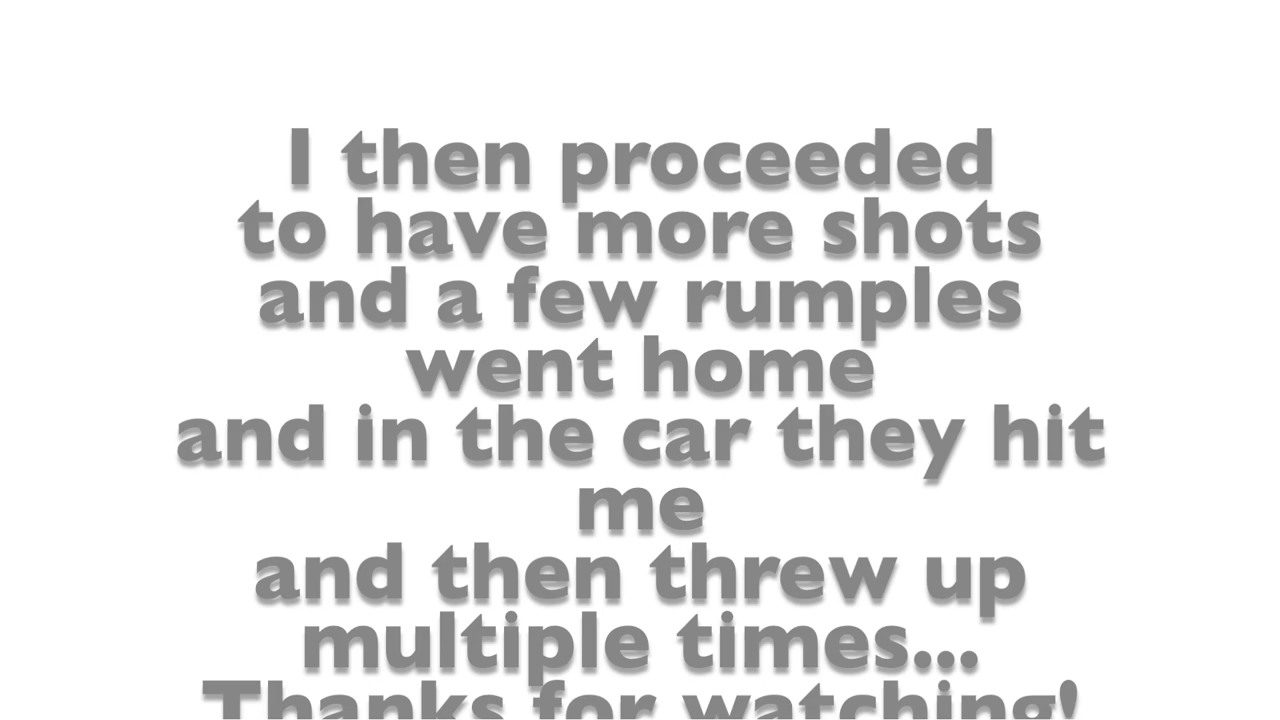 I then proceeded
to have more shots
and a few rumples
went home
and in the car they hit
me
and then threw up
multiple times...
Thanks for watching!